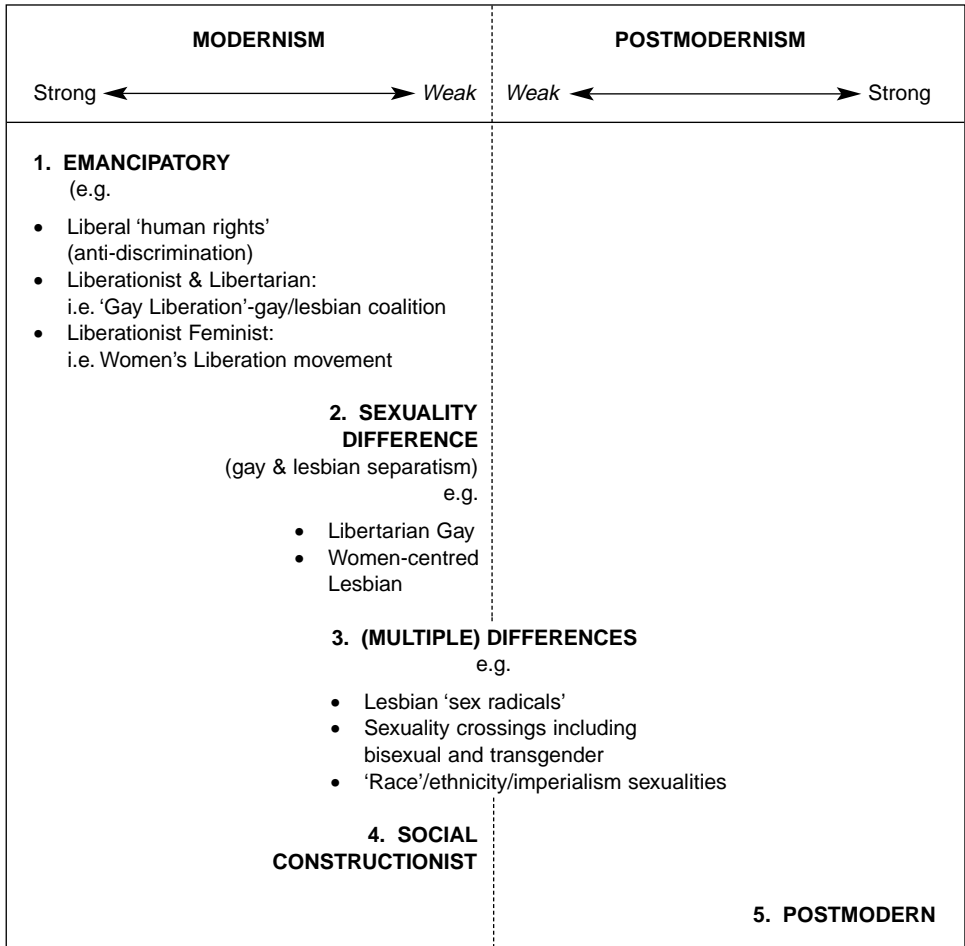 MODERNISM
POSTMODERNISM
Strong Weak
Weak Strong
1. EMANCIPATORY
(e.g.
• Liberal ‘human rights’
(anti-discrimination)
• Liberationist & Libertarian:
i.e. ‘Gay Liberation’-gay/lesbian coalition
• Liberationist Feminist:
i.e. Women’s Liberation movement
2. SEXUALITY
DIFFERENCE
(gay & lesbian separatism)
e.g.
• Libertarian Gay
• Women-centred
Lesbian
3. (MULTIPLE) DIFFERENCES
e.g.
• Lesbian ‘sex radicals’
• Sexuality crossings including
bisexual and transgender
• ‘Race’/ethnicity/imperialism sexualities
4. SOCIAL
CONSTRUCTIONIST
5. POSTMODERN